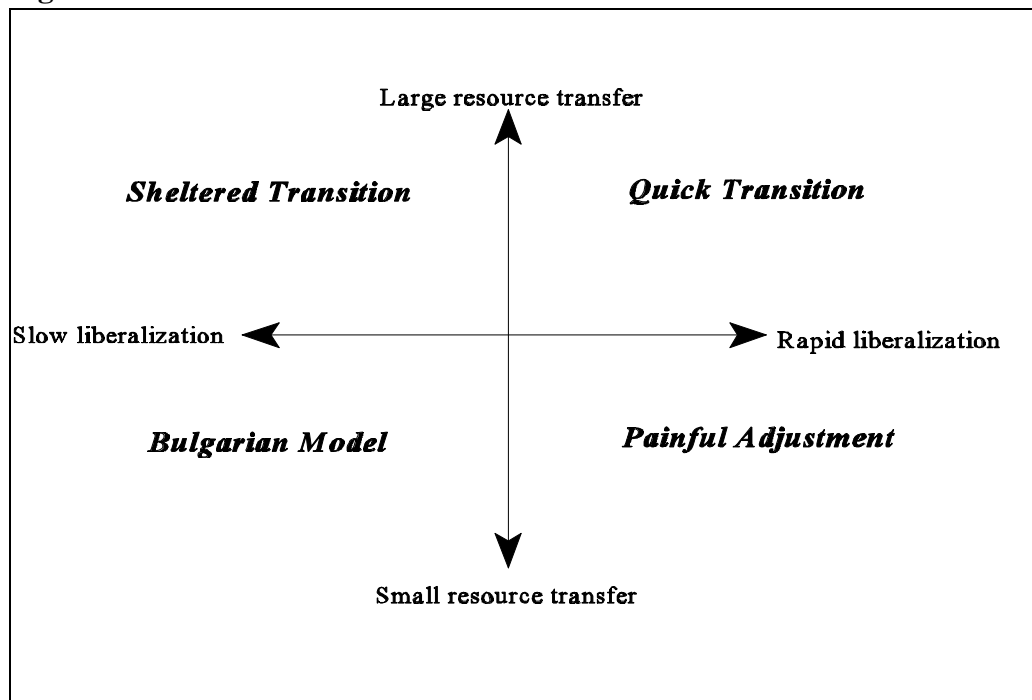 Large resource transfer
Sheltered Transition
Quick Transition
Slow liberalization
Rapid liberalization
Bulgarian Model
Painful Adjustment
Small resource transfer